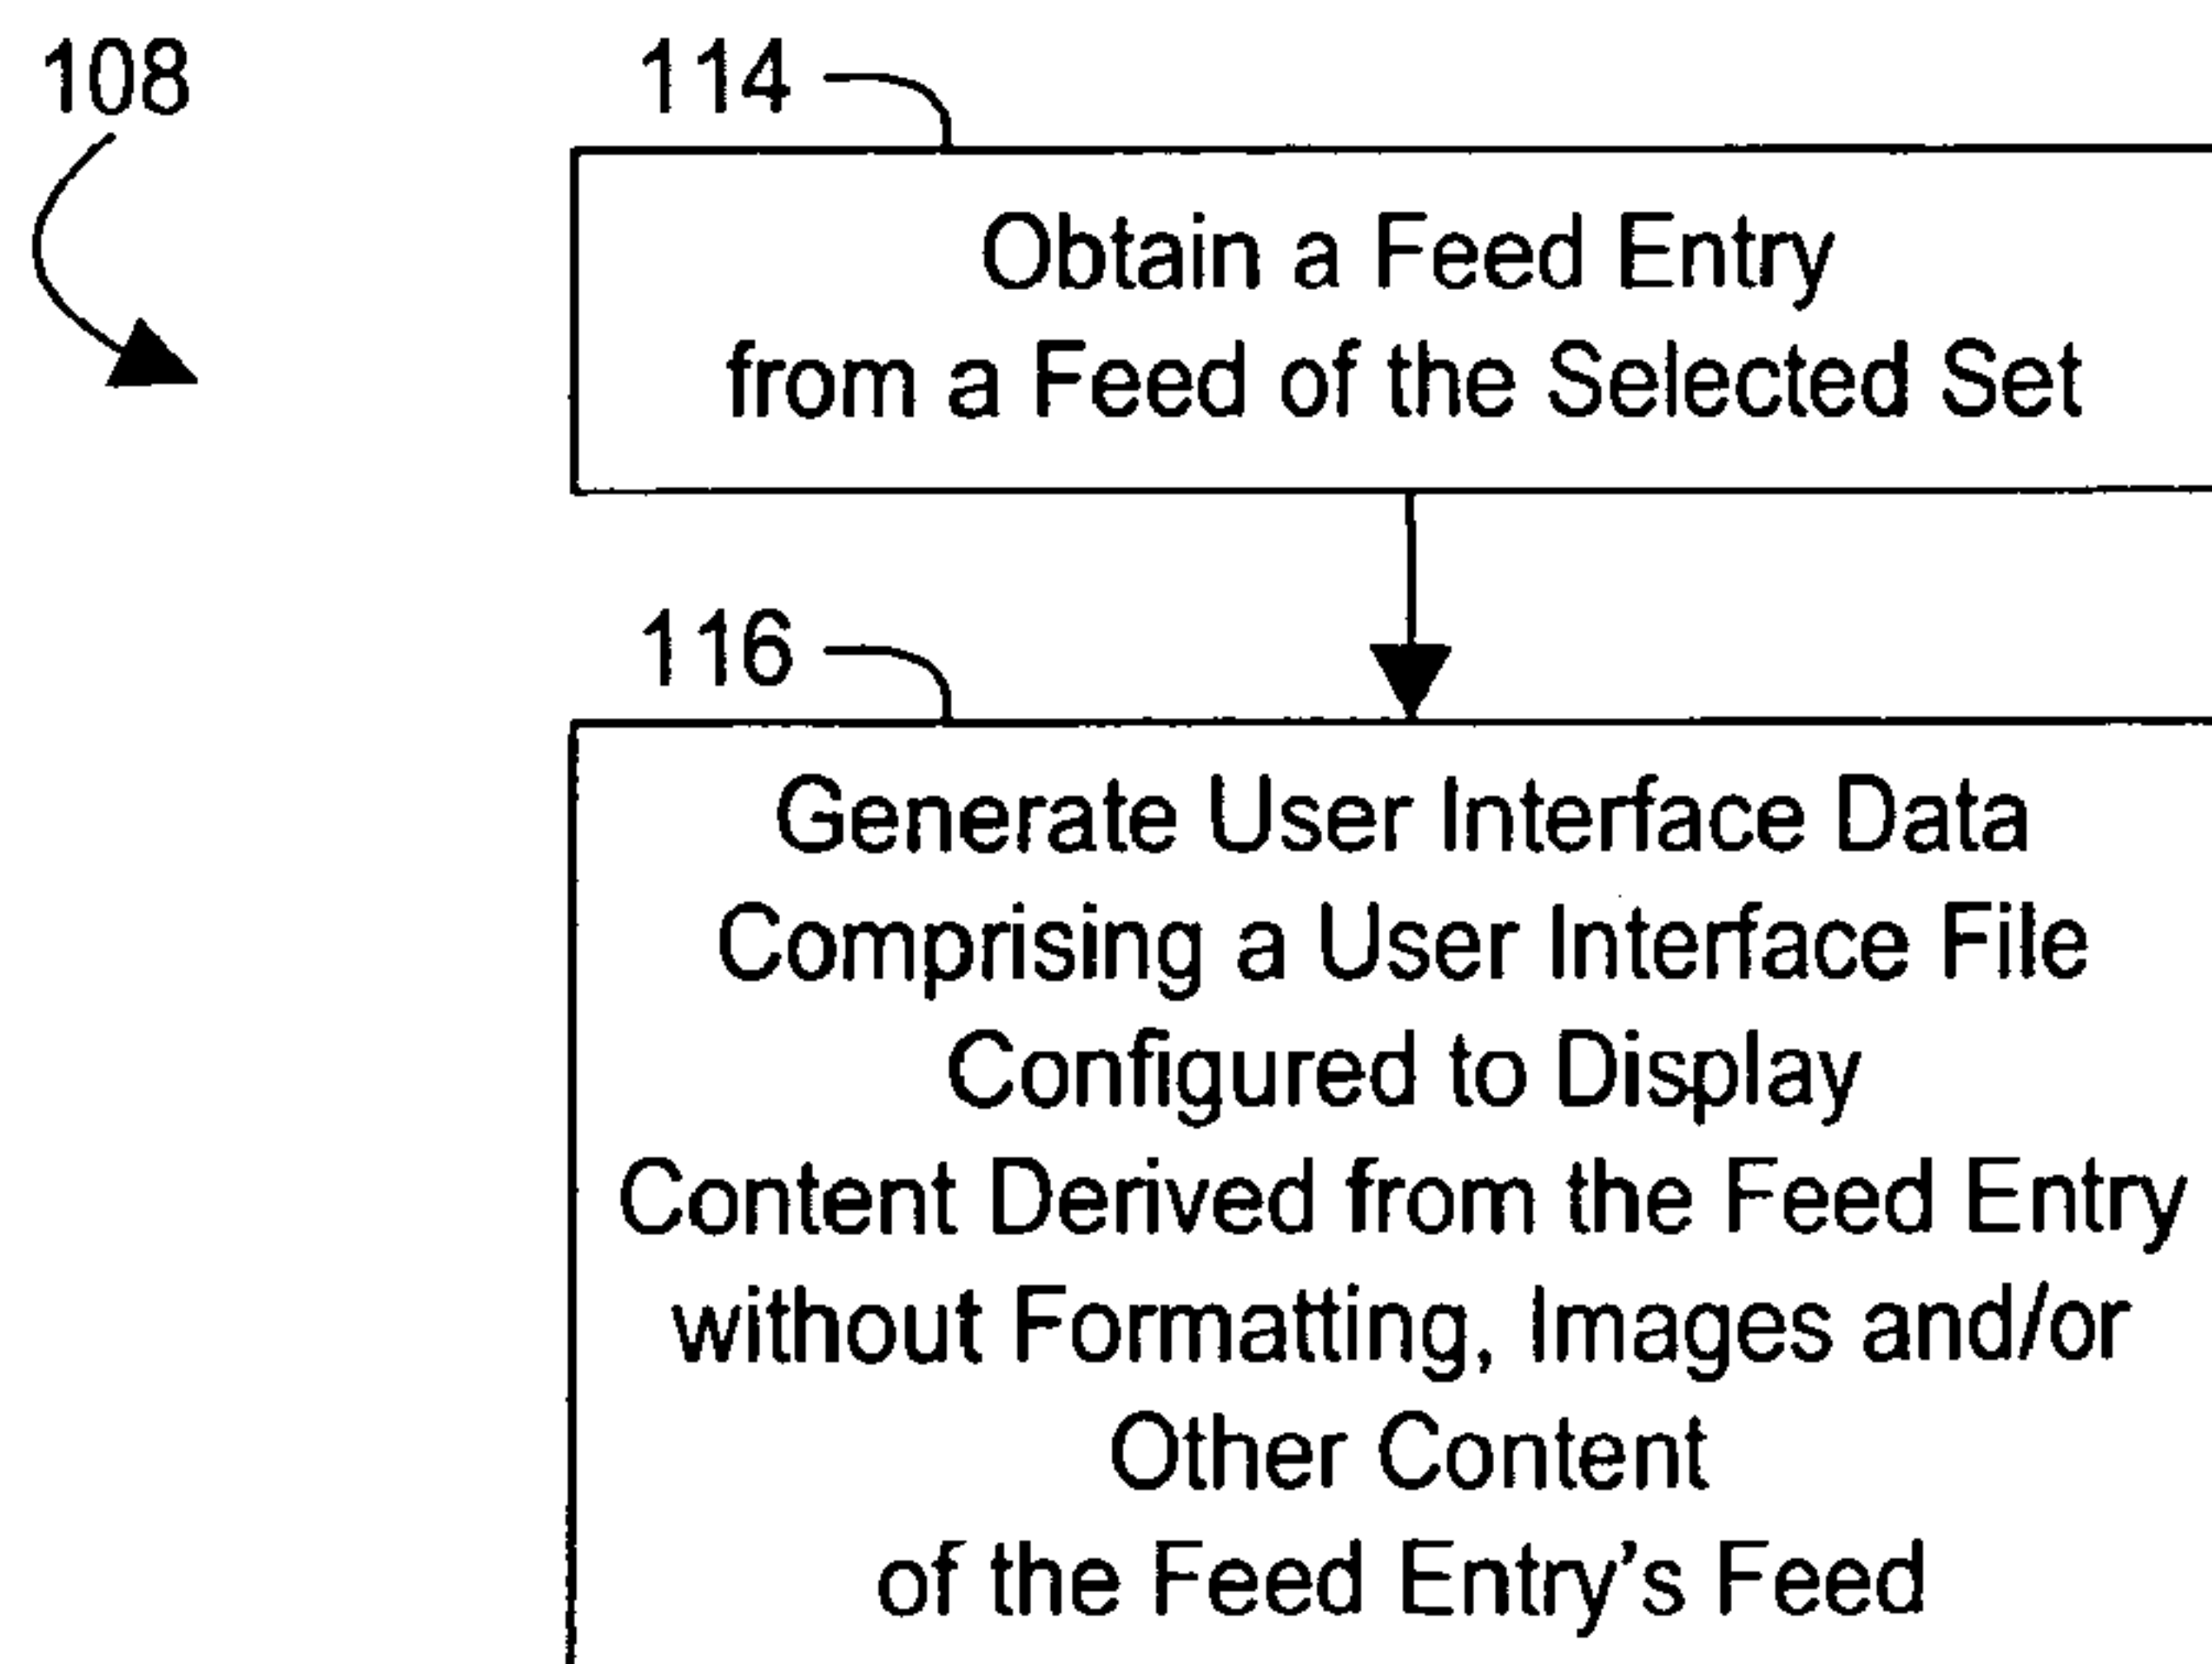 108
114
Obtain a Feed Entry
from a Feed of the Selected Set
116
Generate User Interface Data
Comprising a User Interface File
Configured to Display
Content Derived from the Feed Entry
without Formatting, Images and/or
Other Content
of the Feed Entry's Feed